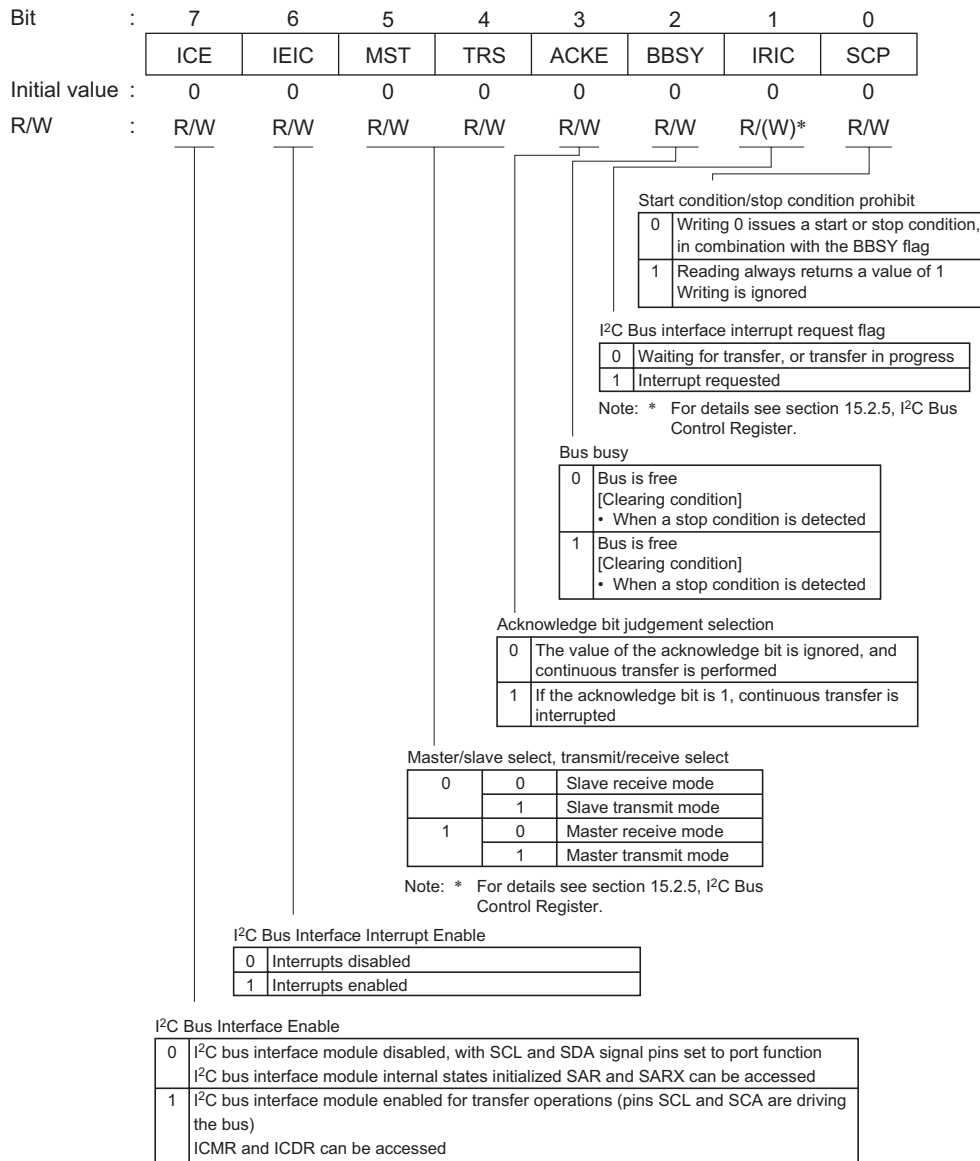 Bit : 7 6 5 4 3 2 1 0
ICE IEIC MST TRS ACKE BBSY IRIC SCP
Initial value : 0 0 0 0 0 0 0 0
R/W : R/W R/W R/W R/W R/W R/W R/(W)* R/W
Start condition/stop condition prohibit
0 Writing 0 issues a start or stop condition,
in combination with the BBSY flag
1 Reading always returns a value of 1
Writing is ignored
I2C Bus interface interrupt request flag
0 Waiting for transfer, or transfer in progress
1 Interrupt requested
Note: * For details see section 15.2.5, I2C Bus
Control Register.
Bus busy
0 Bus is free
[Clearing condition]
• When a stop condition is detected
1 Bus is free
[Clearing condition]
• When a stop condition is detected
Acknowledge bit judgement selection
0 The value of the acknowledge bit is ignored, and
continuous transfer is performed
1 If the acknowledge bit is 1, continuous transfer is
interrupted
Master/slave select, transmit/receive select
0 0 Slave receive mode
1 Slave transmit mode
1 0 Master receive mode
1 Master transmit mode
Note: * For details see section 15.2.5, I2C Bus
Control Register.
I2C Bus Interface Interrupt Enable
0 Interrupts disabled
1 Interrupts enabled
I2C Bus Interface Enable
0 I2C bus interface module disabled, with SCL and SDA signal pins set to port function
I2C bus interface module internal states initialized SAR and SARX can be accessed
1 I2C bus interface module enabled for transfer operations (pins SCL and SCA are driving
the bus)
ICMR and ICDR can be accessed